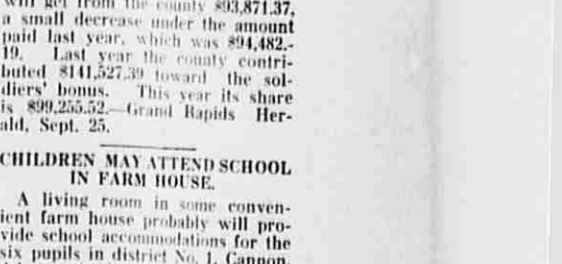 will get from the county $93,871.37,
a small decrease under the amount
paid last year, which was $94,482.-
19. Last year the county contri-
buted $141,527.39 toward the sol-
diers' bonus. This year its share
is $99,255.52.—Grand Rapids Her-
ald, Sept. 25.
CHILDREN MAY ATTEND SCHOOL
IN FARM HOUSE.
A living room in some conven-
ient farm house probably will pro-
vide school accommodations for the
six pupils in district No. 1, Cannon,